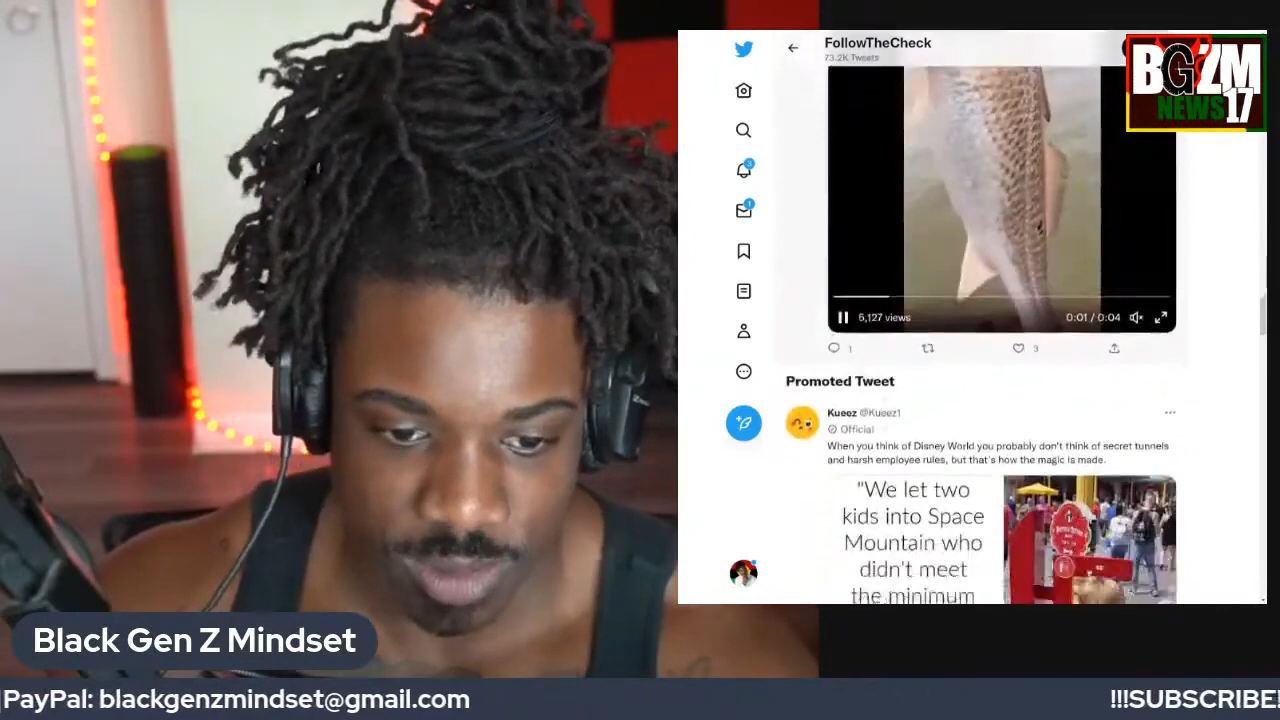 FollowTheCheck
73.2K Tweets
BGZM
NEWS 17
3
1
5,127 views
0:01 / 0:04
1
3
Promoted Tweet
Kueez @Kueez1
Official
When you think of Disney World you probably don't think of secret tunnels
and harsh employee rules, but that's how the magic is made.
"We let two
kids into Space
Mountain who
didn't meet
the minimum
Black Gen Z Mindset
PayPal: blackgenzmindset@gmail.com
!!!SUBSCRIBE!